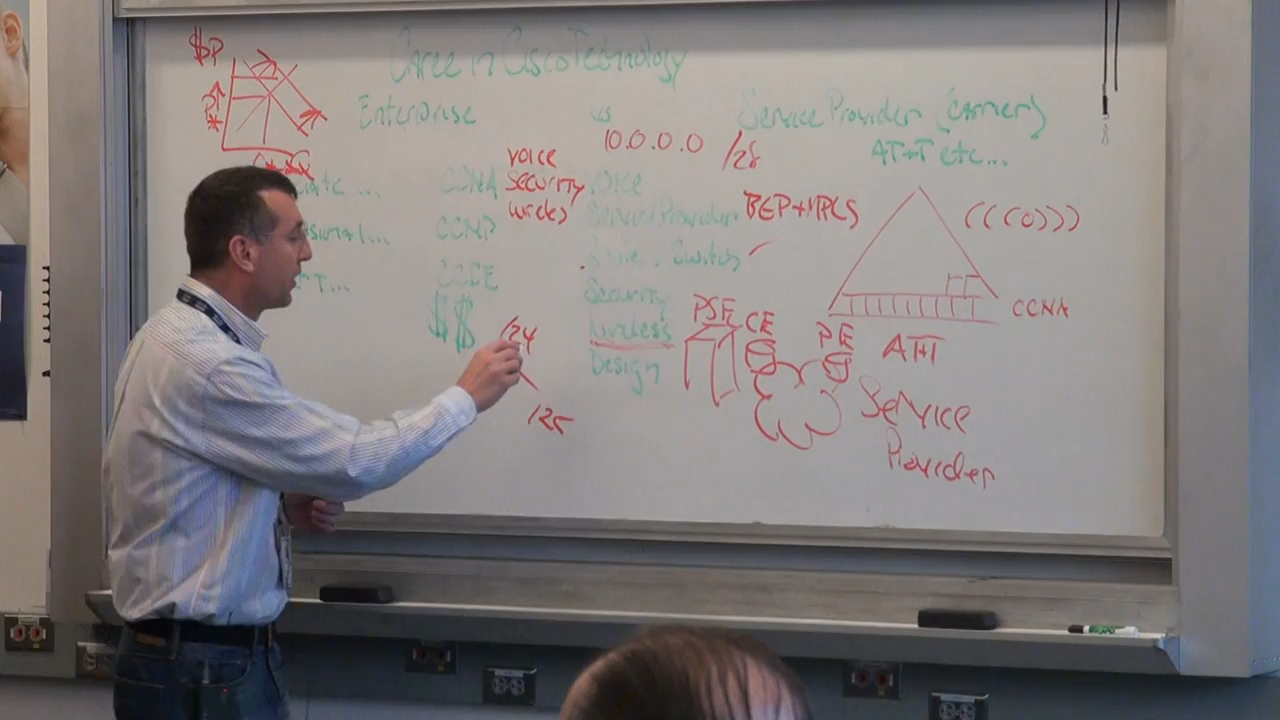 $P
Caree in Cisco Technology
Enterprise vs Service Provider (carrier)
10.0.0.0 /28
AT+T etc...
P
voice
CCNA security voice
wireless
Service Provider BGP+MPLS (((o)))
CCNP
Switch
CCIE
Security
PSE CE PE CCNA
$$
/24 Wireless AT+T
Design
/25 Service
Provider